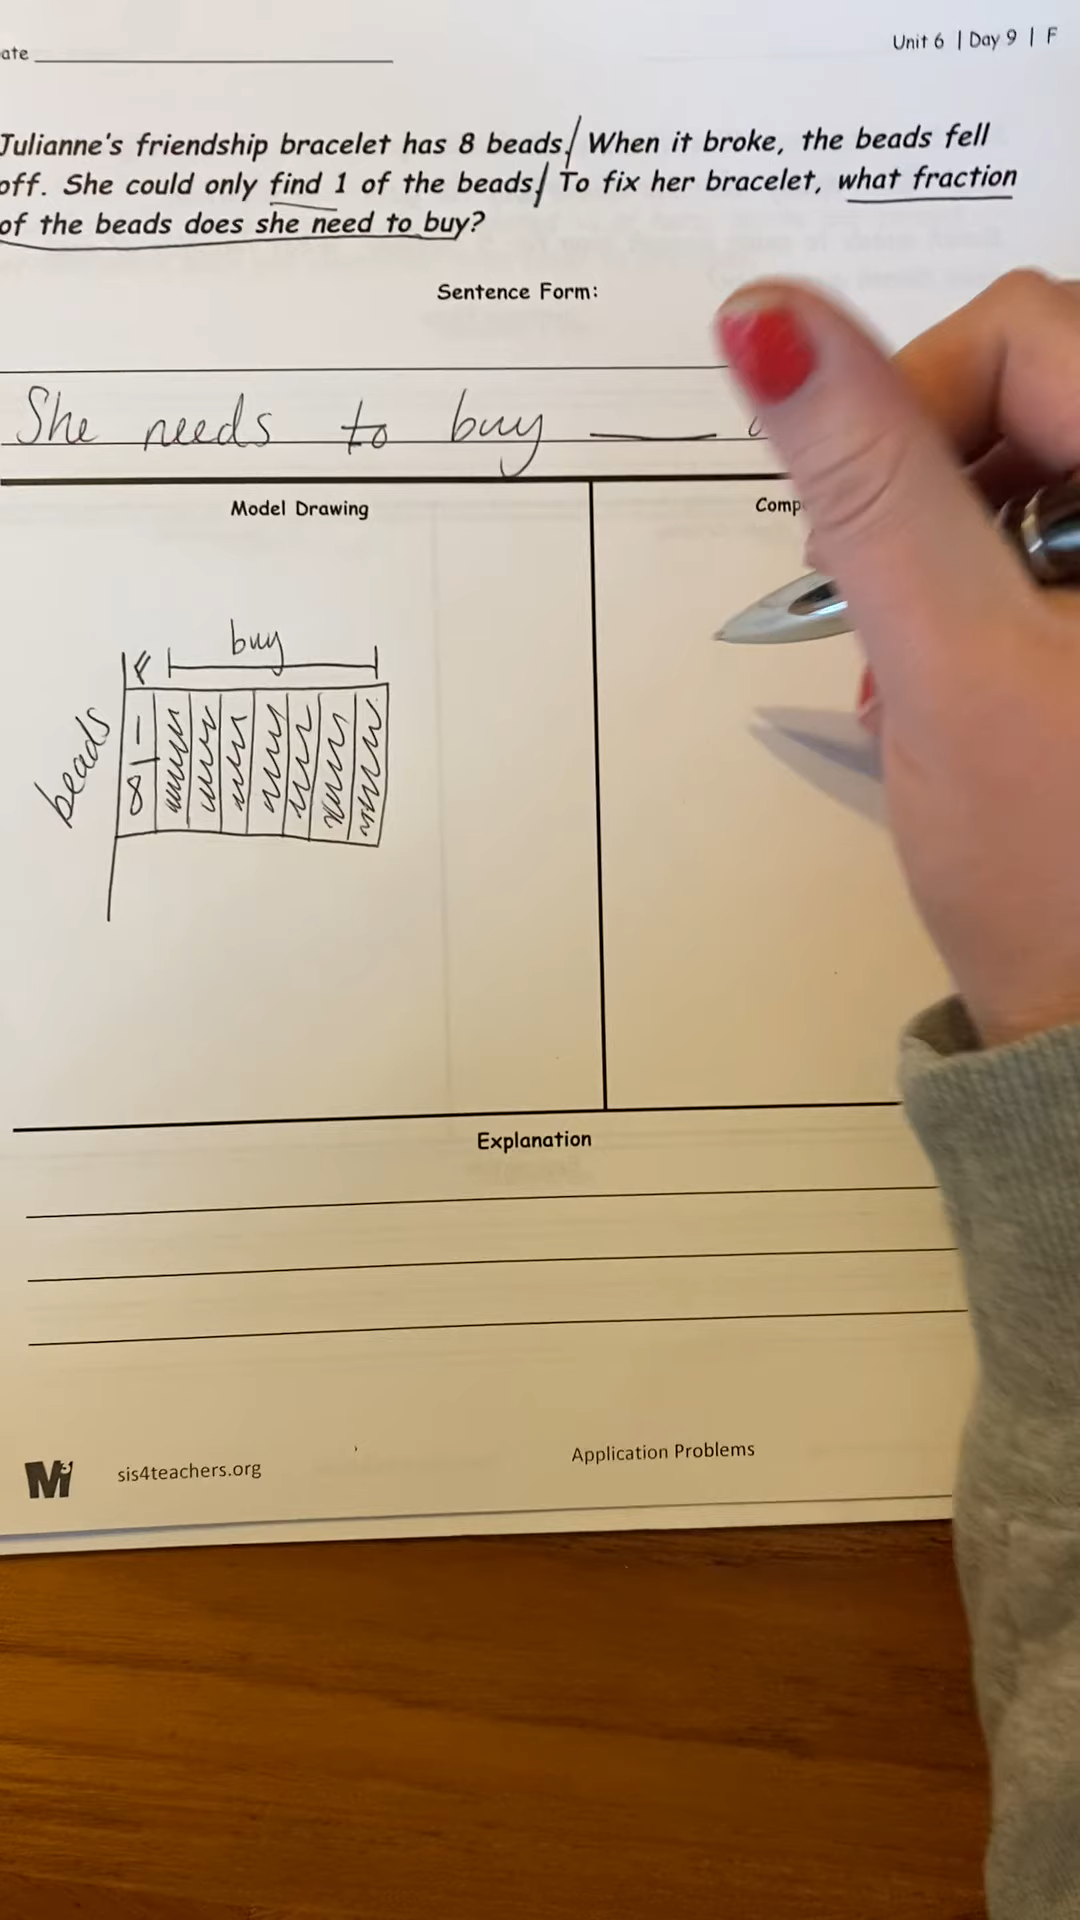 ate
Unit 6 | Day 9 | F
Julianne's friendship bracelet has 8 beads. When it broke, the beads fell
off. She could only find 1 of the beads. To fix her bracelet, what fraction
of the beads does she need to buy?
Sentence Form:
She needs to buy
Model Drawing
Comp
F
buy
beads
1/8
Explanation
M3
sis4teachers.org
Application Problems